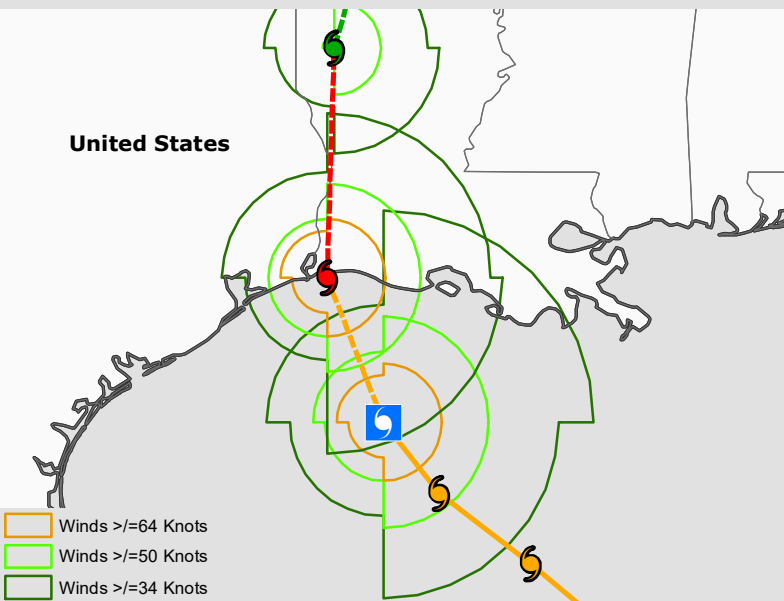 United States
Winds >/=64 Knots
Winds >/=50 Knots
Winds >/=34 Knots